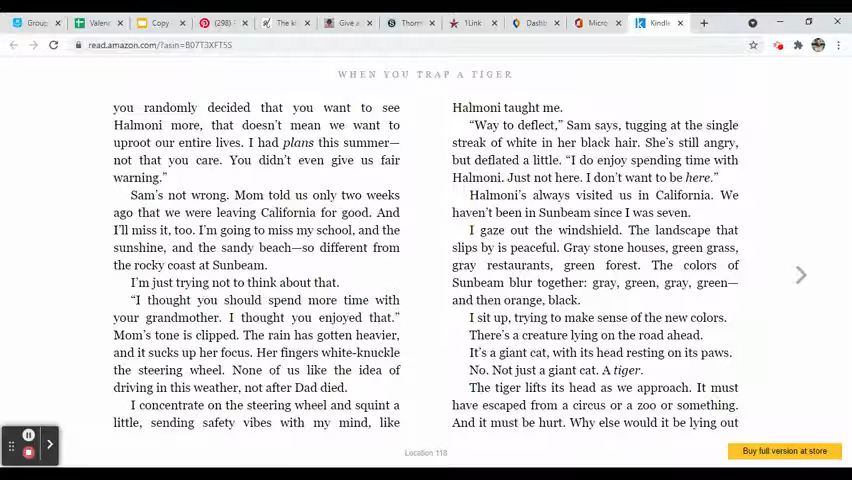 Group
Valen
Copy
(298)
The k
Give a
Thorn
1Link
Dashb
Micro
Kindle
read.amazon.com/?asin=B07T3XFT5S
WHEN YOU TRAP A TIGER
you randomly decided that you want to see
Halmoni more, that doesn't mean we want to
uproot our entire lives. I had plans this summer—
not that you care. You didn't even give us fair
warning."
Sam's not wrong. Mom told us only two weeks
ago that we were leaving California for good. And
I'll miss it, too. I'm going to miss my school, and the
sunshine, and the sandy beach—so different from
the rocky coast at Sunbeam.
I'm just trying not to think about that.
"I thought you should spend more time with
your grandmother. I thought you enjoyed that."
Mom's tone is clipped. The rain has gotten heavier,
and it sucks up her focus. Her fingers white-knuckle
the steering wheel. None of us like the idea of
driving in this weather, not after Dad died.
I concentrate on the steering wheel and squint a
little, sending safety vibes with my mind, like
Halmoni taught me.
"Way to deflect," Sam says, tugging at the single
streak of white in her black hair. She's still angry,
but deflated a little. "I do enjoy spending time with
Halmoni. Just not here. I don't want to be here."
Halmoni's always visited us in California. We
haven't been in Sunbeam since I was seven.
I gaze out the windshield. The landscape that
slips by is peaceful. Gray stone houses, green grass,
gray restaurants, green forest. The colors of
Sunbeam blur together: gray, green, gray, green—
and then orange, black.
I sit up, trying to make sense of the new colors.
There's a creature lying on the road ahead.
It's a giant cat, with its head resting on its paws.
No. Not just a giant cat. A tiger.
The tiger lifts its head as we approach. It must
have escaped from a circus or a zoo or something.
And it must be hurt. Why else would it be lying out
Location 118
Buy full version at store